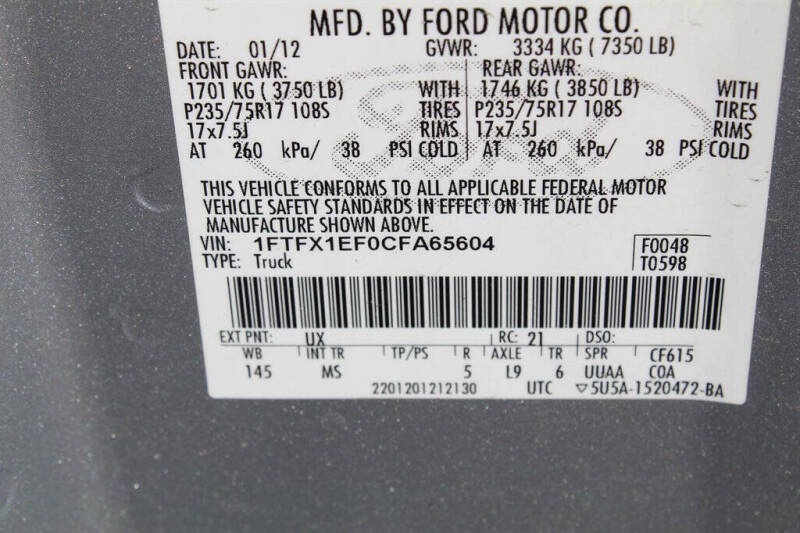 MFD. BY FORD MOTOR CO.
DATE: 01/12 GVWR: 3334 KG ( 7350 LB)
FRONT GAWR: REAR GAWR:
1701 KG ( 3750 LB) WITH 1746 KG ( 3850 LB) WITH
P235/75R17 108S TIRES P235/75R17 108S TIRES
17x7.5J RIMS 17x7.5J RIMS
AT 260 kPa/ 38 PSI COLD AT 260 kPa/ 38 PSI COLD
THIS VEHICLE CONFORMS TO ALL APPLICABLE FEDERAL MOTOR
VEHICLE SAFETY STANDARDS IN EFFECT ON THE DATE OF
MANUFACTURE SHOWN ABOVE.
VIN: 1FTFX1EF0CFA65604 F0048
TYPE: Truck T0598
EXT PNT: UX RC: 21 DSO:
WB INT TR TP/PS R AXLE TR SPR CF615
145 MS 5 L9 6 UUAA COA
2201201212130 UTC ▽5U5A-1520472-BA